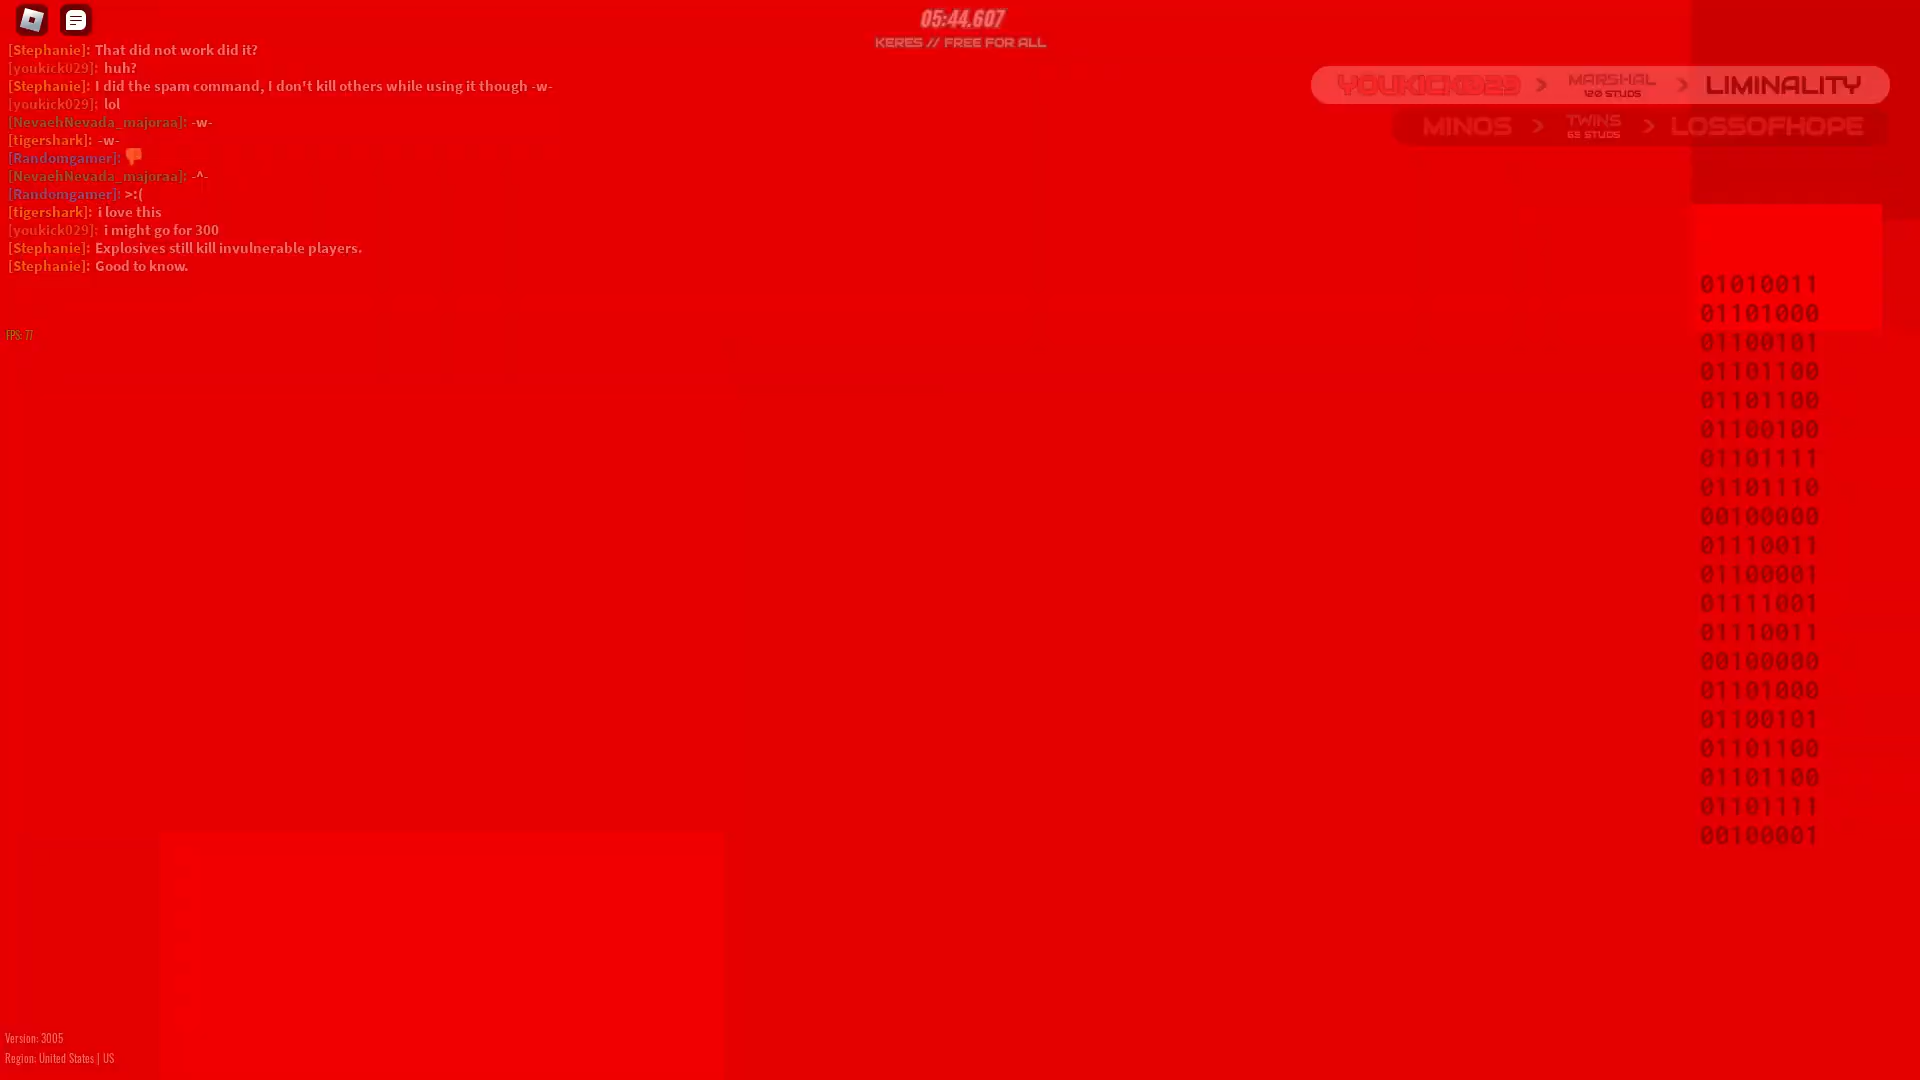 05:44.607
KERES // FREE FOR ALL
[Stephanie]: That did not work did it?
[youkick029]: huh?
[Stephanie]: I did the spam command, I don't kill others while using it though -w-
[youkick029]: lol
[NevaehNevada_majoraa]: -w-
[tigershark]: -w-
[Randomgamer]: 👎
[NevaehNevada_majoraa]: -^-
[Randomgamer]: >:(
[tigershark]: i love this
[youkick029]: i might go for 300
[Stephanie]: Explosives still kill invulnerable players.
[Stephanie]: Good to know.
FPS: 77
YOUKICK029 > MARSHAL 120 STUDS > LIMINALITY
MINOS > TWINS 65 STUDS > LOSSOFHOPE
01010011
01101000
01100101
01101100
01101100
01100100
01101111
01101110
00100000
01110011
01100001
01111001
01110011
00100000
01101000
01100101
01101100
01101100
01101111
00100001
Version: 3005
Region: United States | US